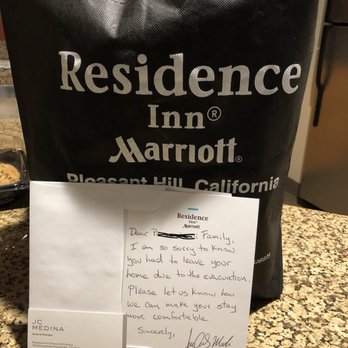 Residence
Inn®
Marriott®
Pleasant Hill, California
Residence
Inn®
Marriott
Dear Family,
I am so sorry to know
you had to leave your
home due to the evacuation.
Please let us know how
we can make your stay
more comfortable.
Sincerely,
JC
MEDINA